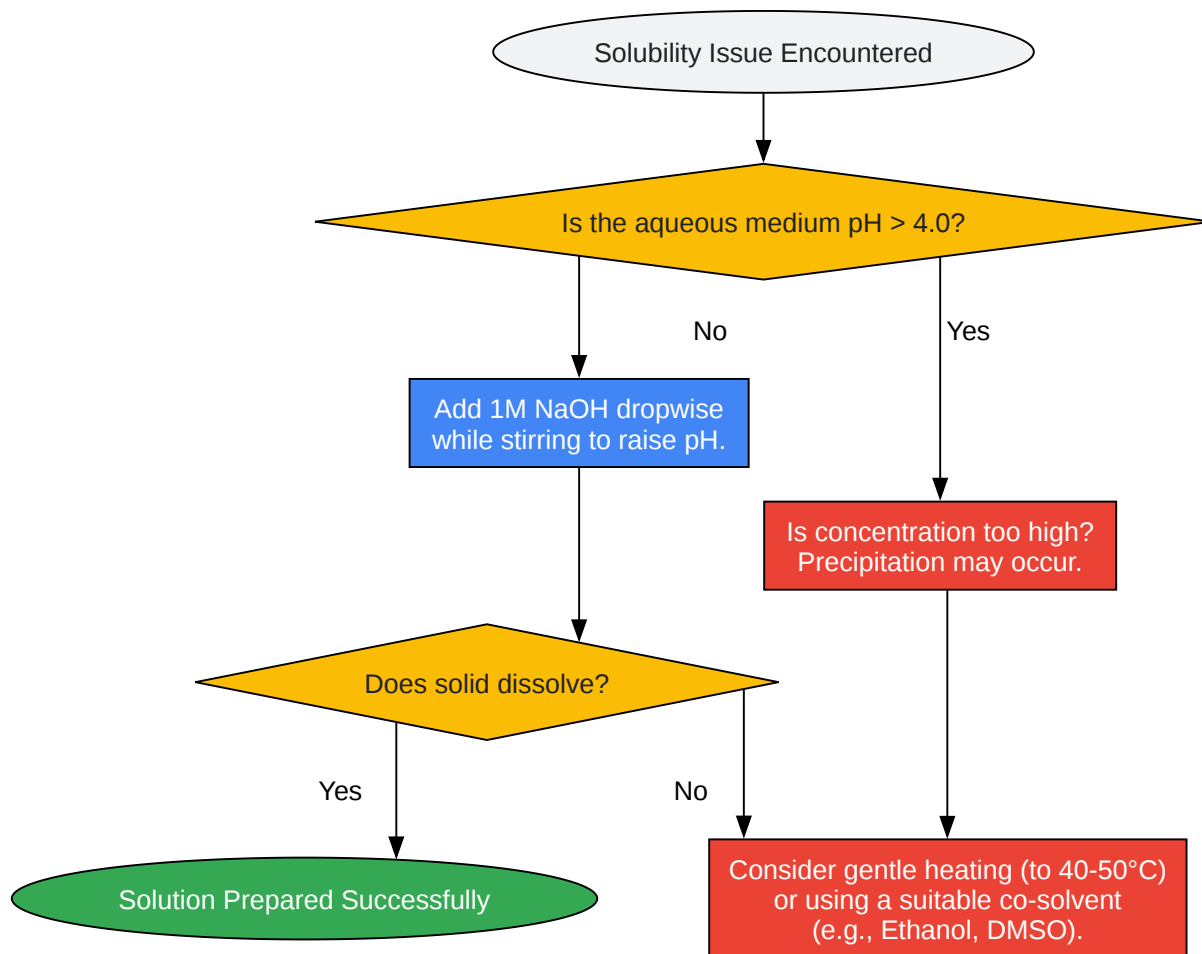 Solubility Issue Encountered
Is the aqueous medium pH > 4.0?
No
Yes
Add 1M NaOH dropwise
while stirring to raise pH.
Is concentration too high?
Precipitation may occur.
Does solid dissolve?
Yes
No
Solution Prepared Successfully
Consider gentle heating (to 40-50°C)
or using a suitable co-solvent
(e.g., Ethanol, DMSO).